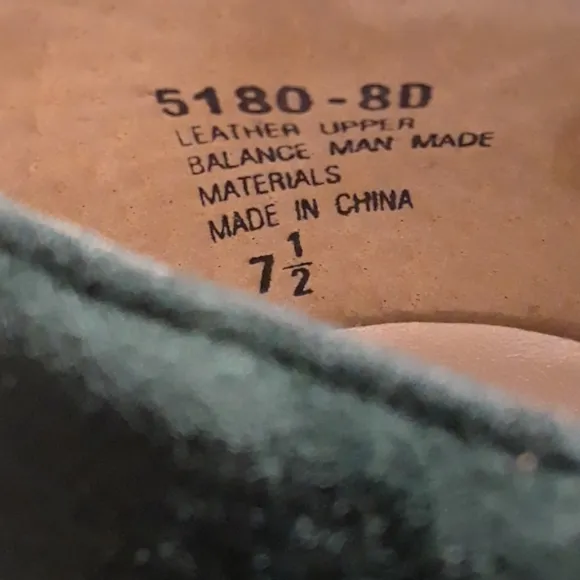 5180-8D
LEATHER UPPER
BALANCE MAN MADE
MATERIALS
MADE IN CHINA
7 1/2